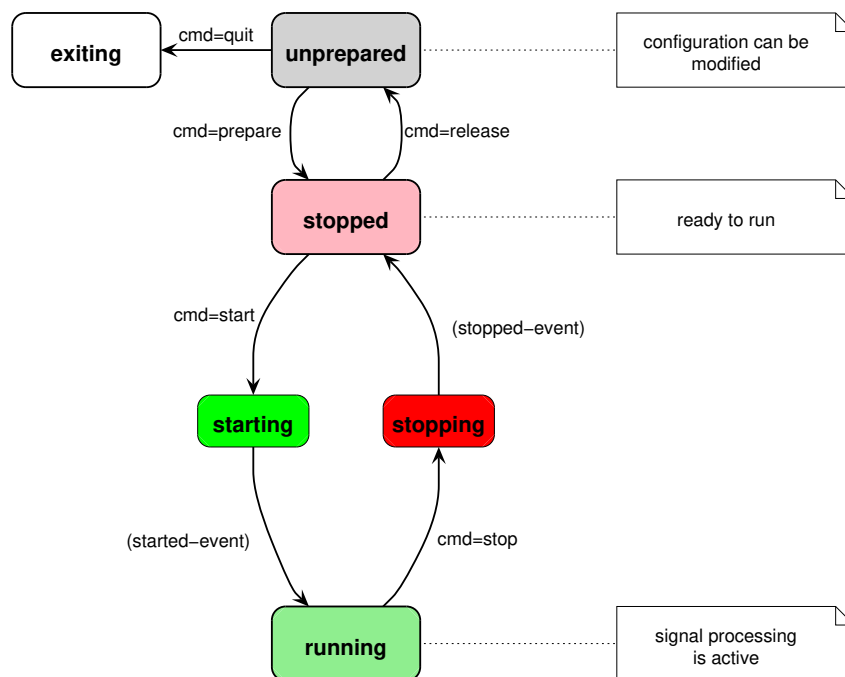 exiting
cmd=quit
unprepared
configuration can be
modified
cmd=prepare
cmd=release
stopped
ready to run
cmd=start
(stopped−event)
starting
stopping
(started−event)
cmd=stop
running
signal processing
is active